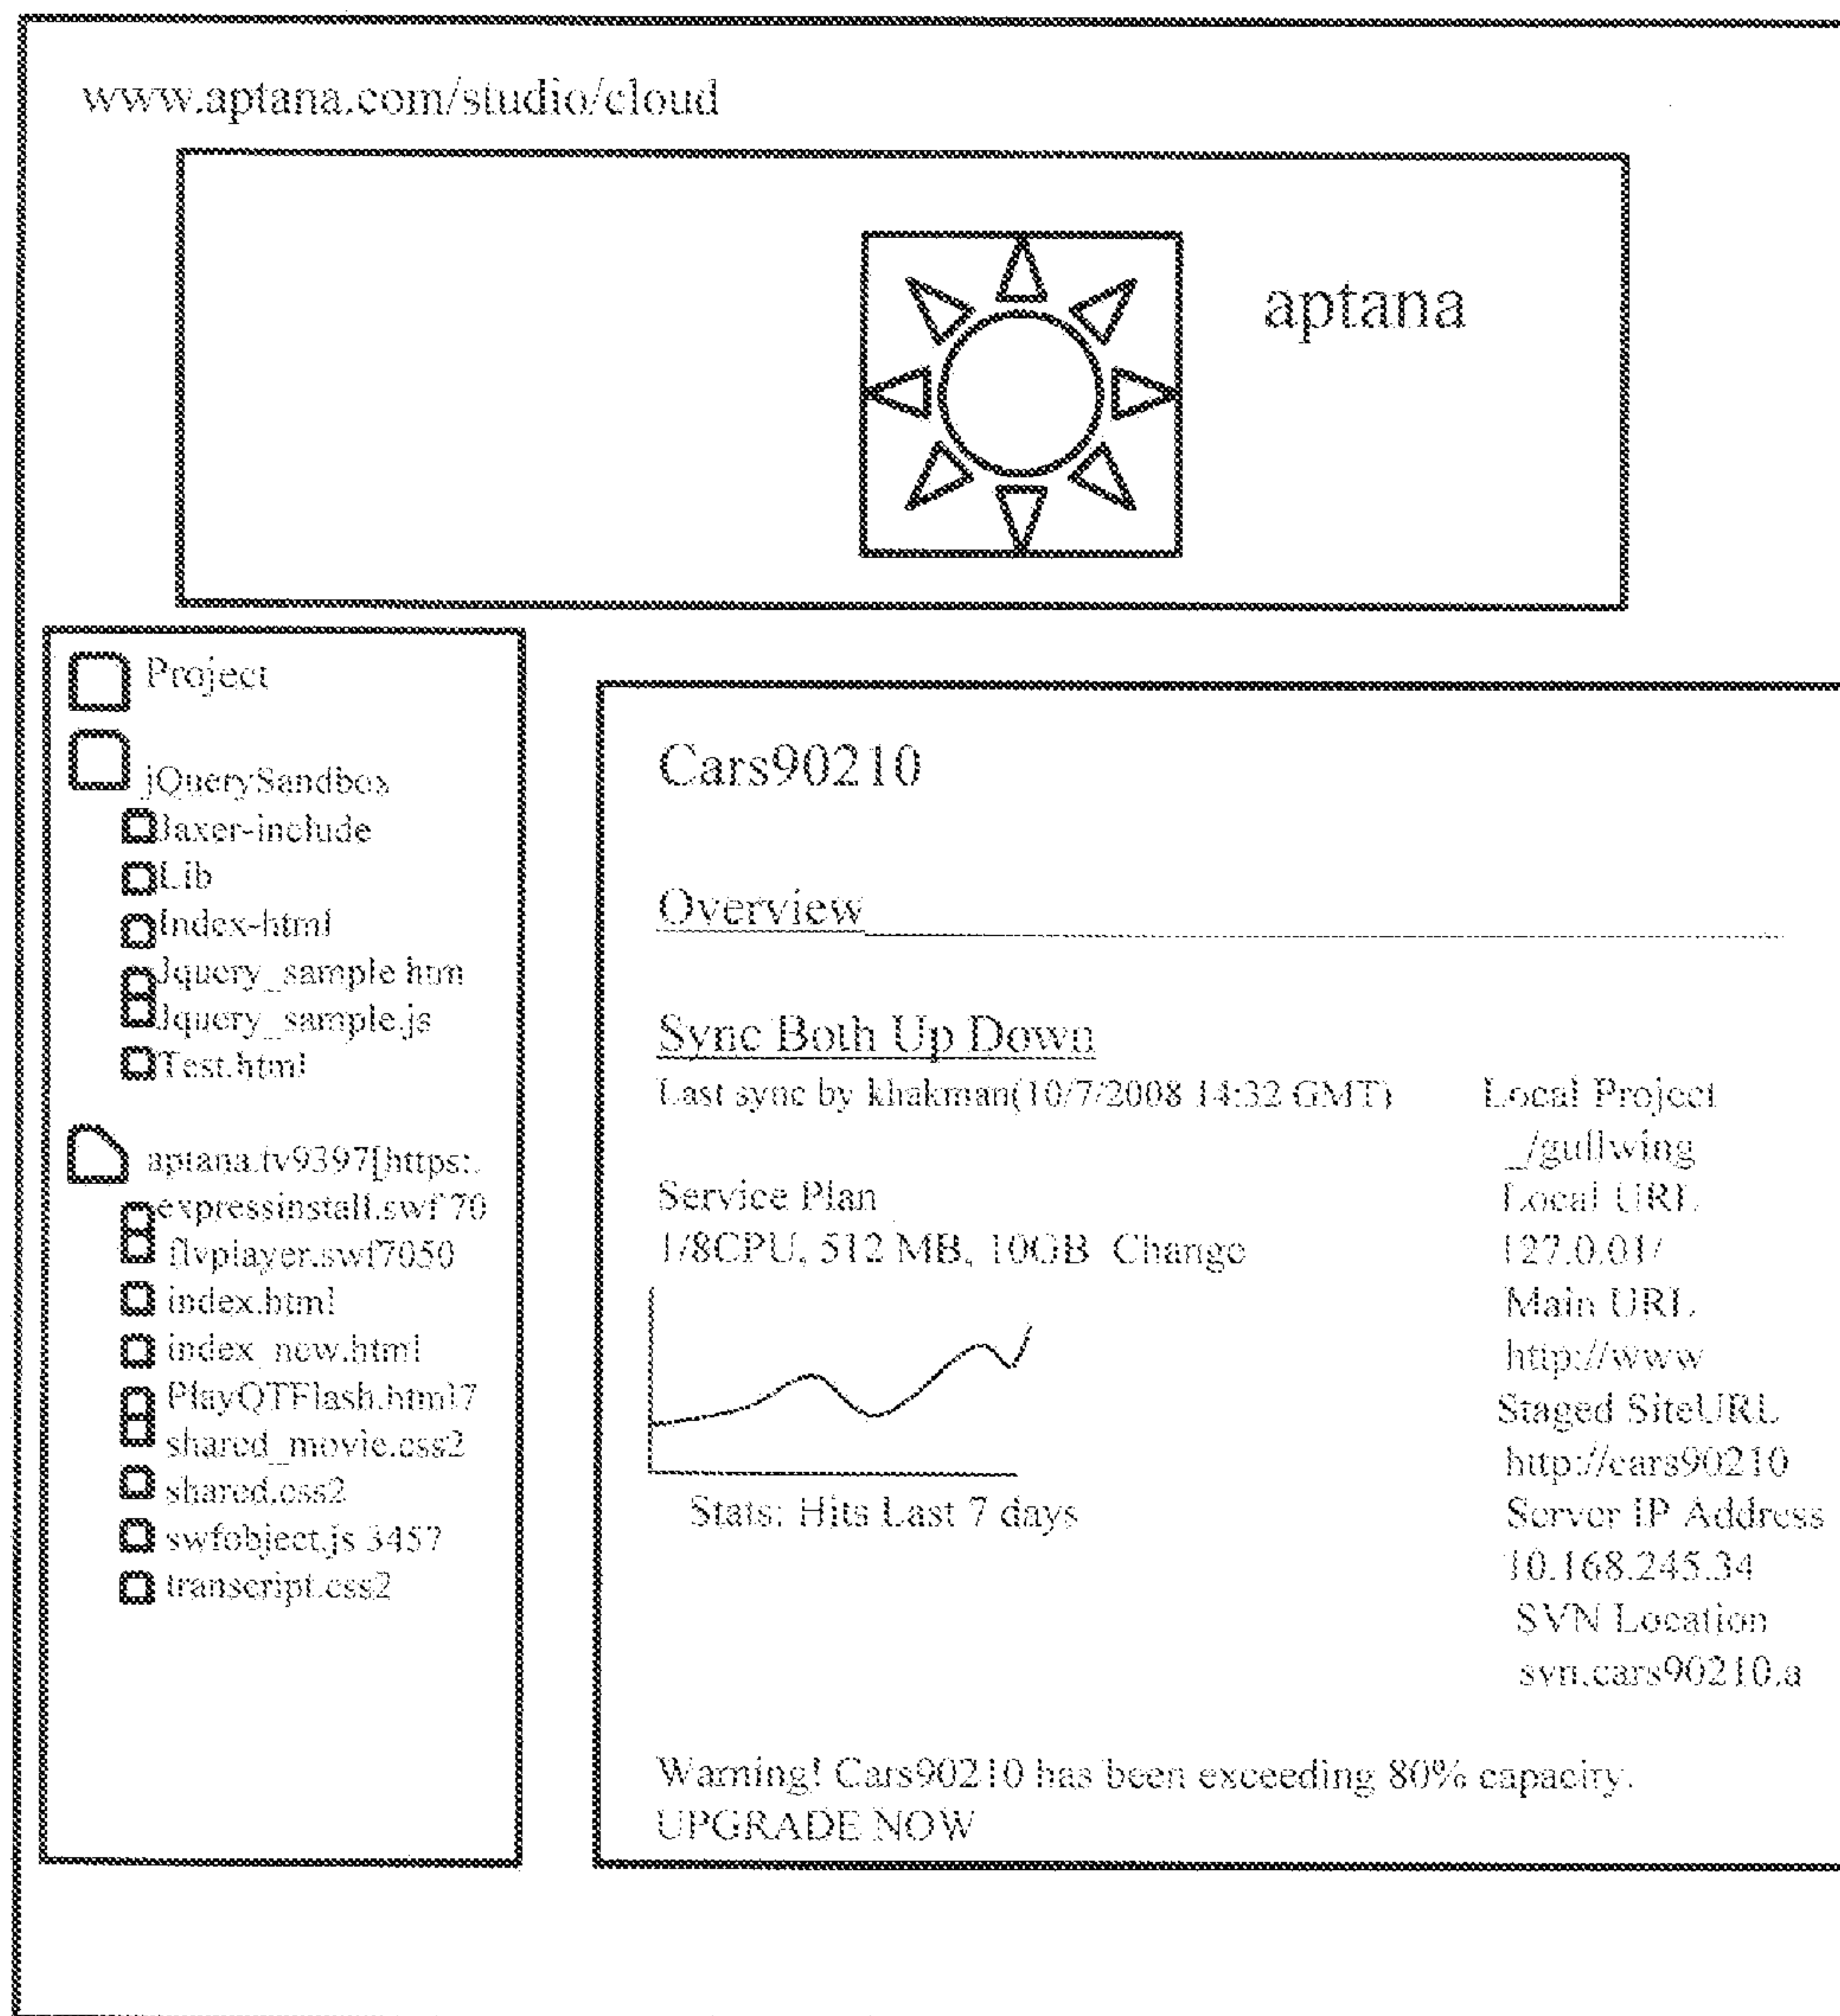 www.aptana.com/studio/cloud
aptana
Project
jQuerySandbox
Jaxer-include
Lib
Index-html
Jquery_sample htm
Jquery_sample.js
Test.html
aptana.tv9397[https:.
expressinstall.swf 70
flvplayer.swf7050
index.html
index_new.html
PlayQTFlash.html7
shared_movie.css2
shared.css2
swfobject.js 3457
transcript.css2
Cars90210
Overview
Sync Both Up Down
Last sync by khakman(10/7/2008 14:32 GMT)
Service Plan
1/8CPU, 512 MB, 10GB Change
Stats: Hits Last 7 days
Local Project
_/gullwing
Local URL
127.0.01/
Main URL
http://www
Staged SiteURL
http://cars90210
Server IP Address
10.168.245.34
SVN Location
svn.cars90210.a
Warning! Cars90210 has been exceeding 80% capacity.
UPGRADE NOW